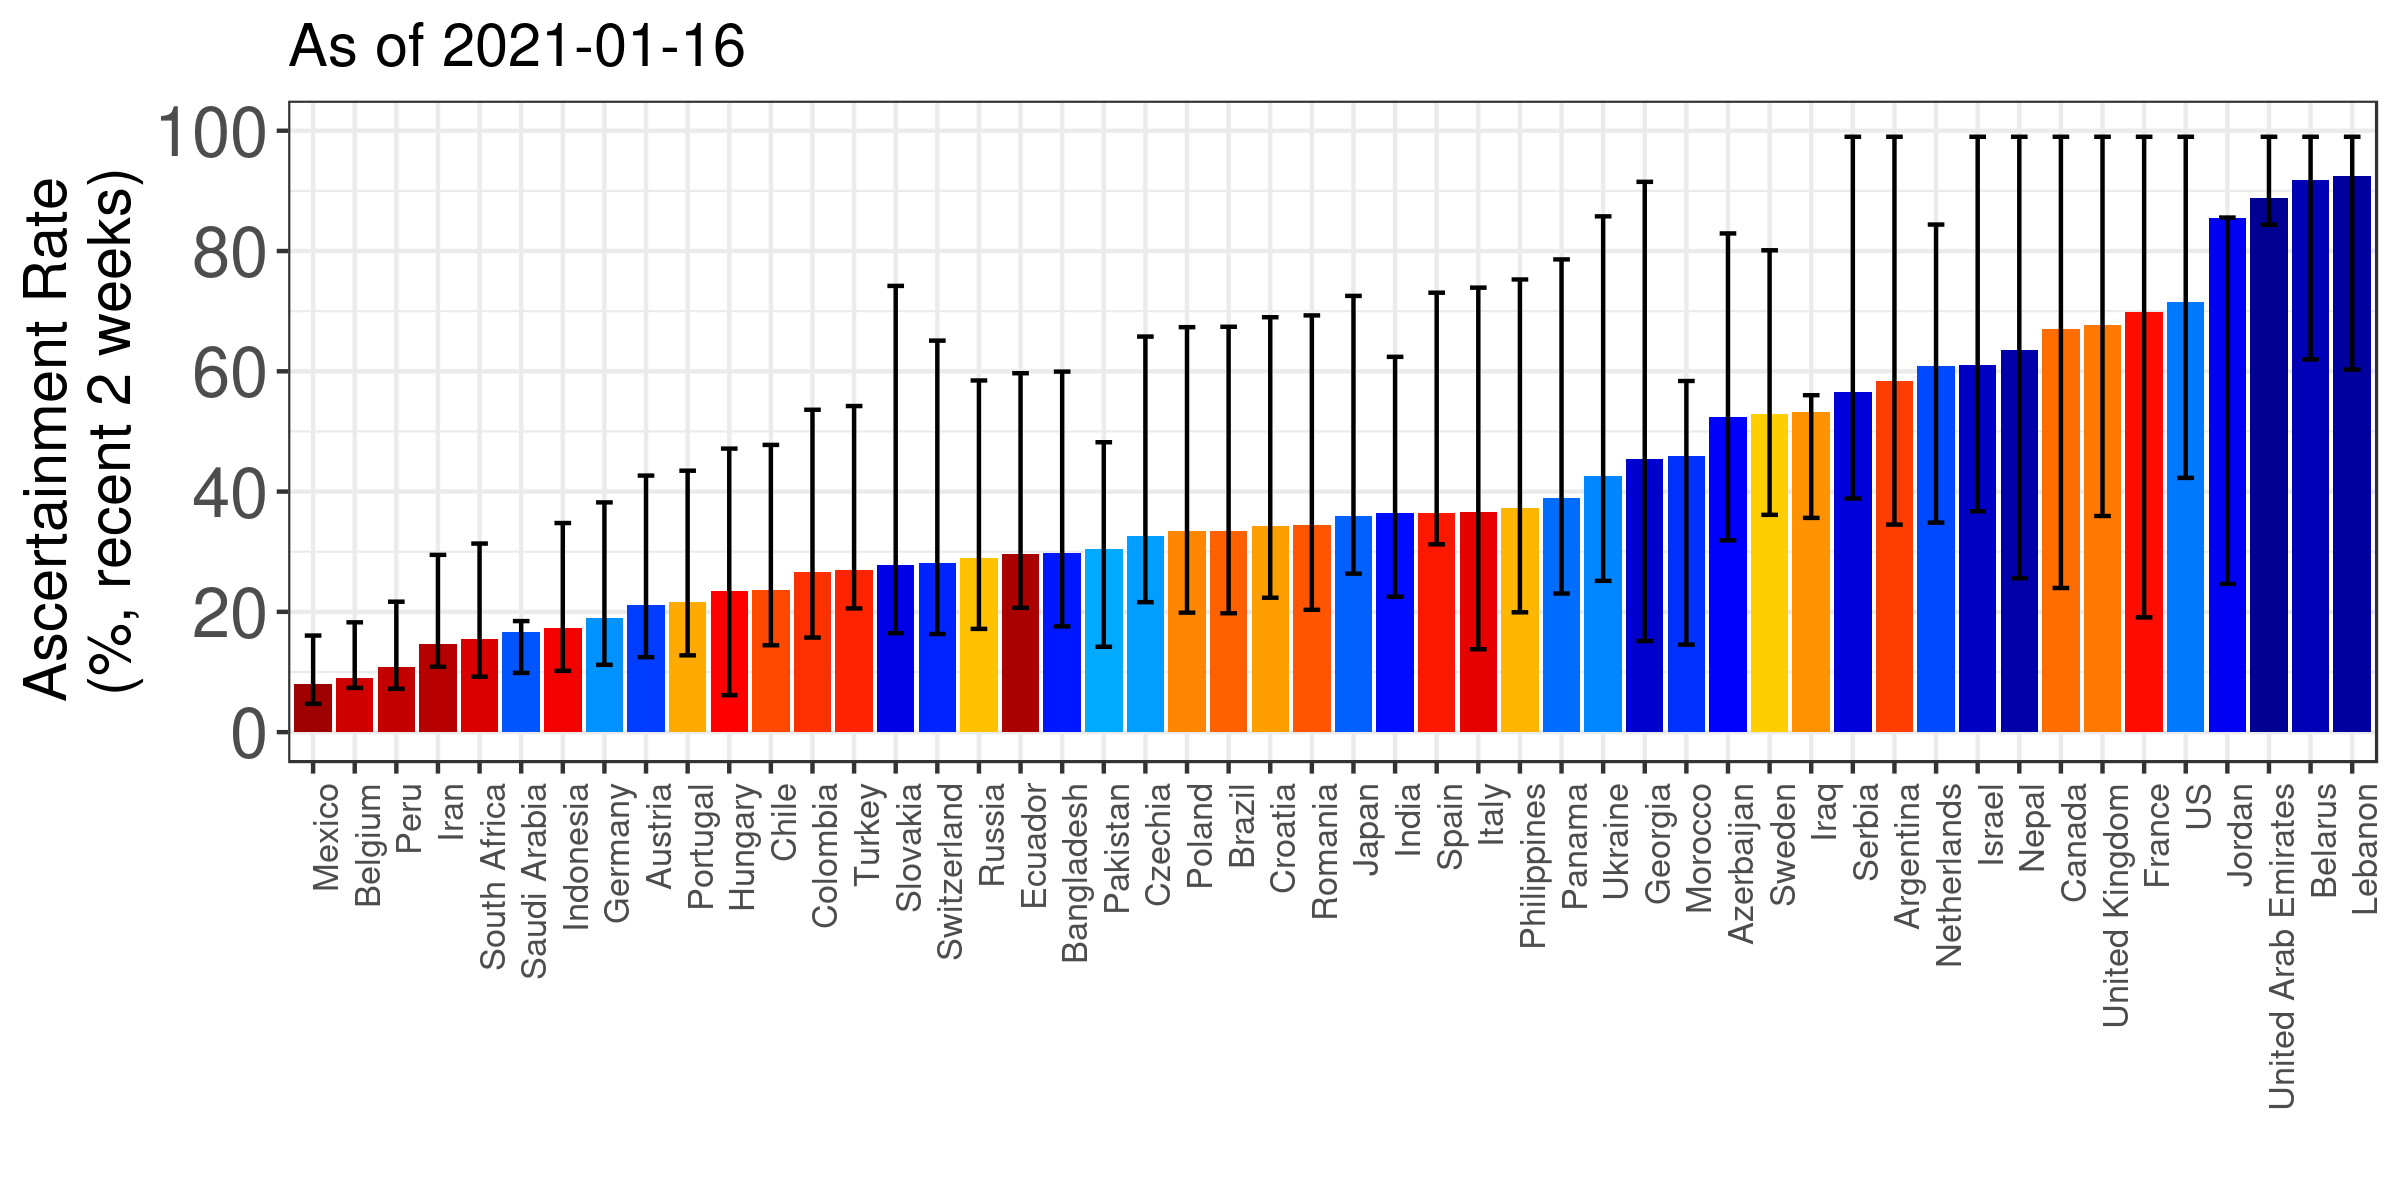 As of 2021-01-16
Ascertainment Rate
(%, recent 2 weeks)
100
80
60
40
20
0
Mexico
Belgium
Peru
Iran
South Africa
Saudi Arabia
Indonesia
Germany
Austria
Portugal
Hungary
Chile
Colombia
Turkey
Slovakia
Switzerland
Russia
Ecuador
Bangladesh
Pakistan
Czechia
Poland
Brazil
Croatia
Romania
Japan
India
Spain
Italy
Philippines
Panama
Ukraine
Georgia
Morocco
Azerbaijan
Sweden
Iraq
Serbia
Argentina
Netherlands
Israel
Nepal
Canada
United Kingdom
France
US
Jordan
United Arab Emirates
Belarus
Lebanon